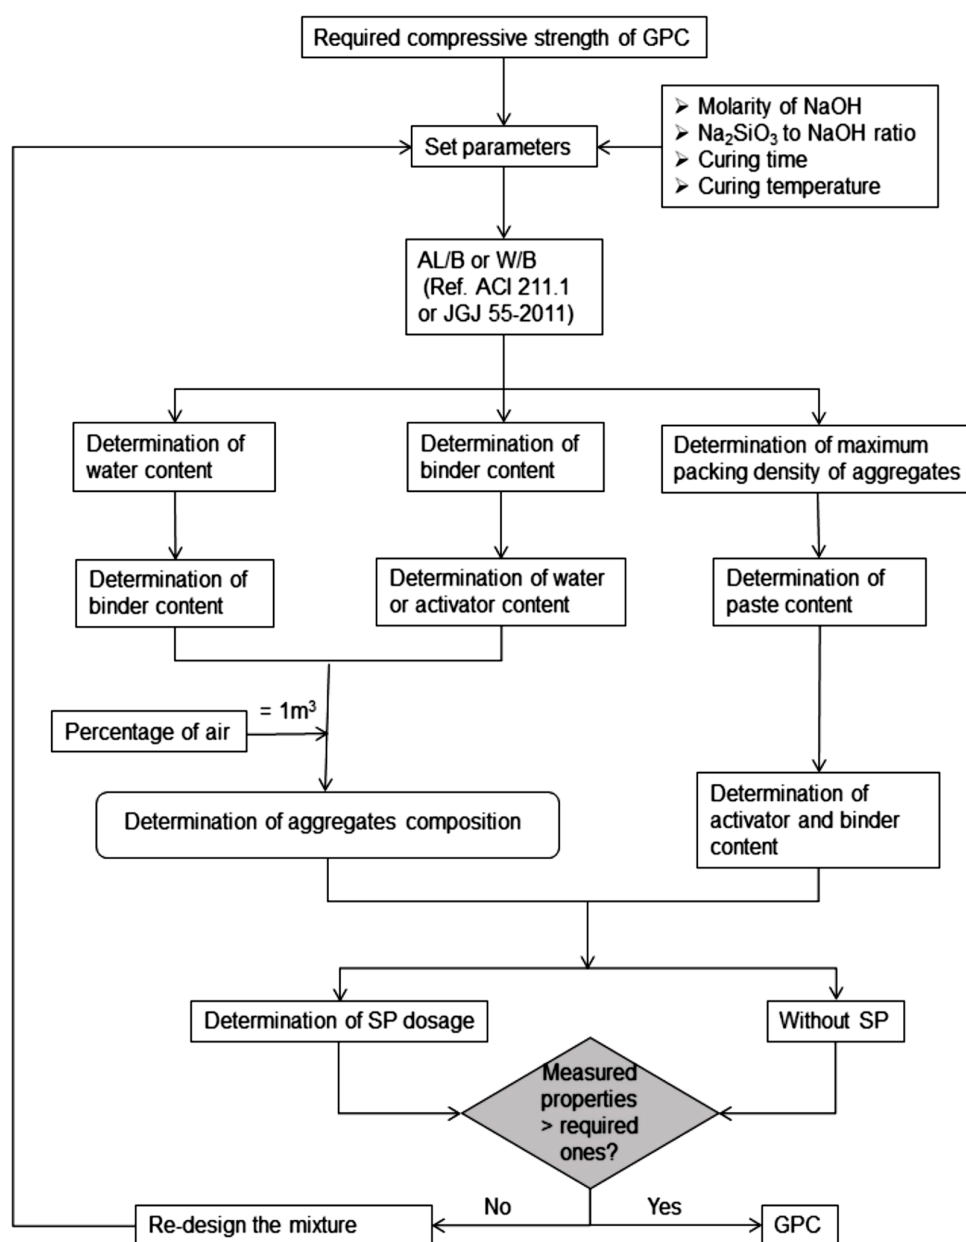 Required compressive strength of GPC
➢ Molarity of NaOH
➢ Na₂SiO₃ to NaOH ratio
➢ Curing time
➢ Curing temperature
Set parameters
AL/B or W/B
(Ref. ACI 211.1
or JGJ 55-2011)
Determination of
water content
Determination of
binder content
Determination of maximum
packing density of aggregates
Determination of
binder content
Determination of water
or activator content
Determination of
paste content
= 1m³
Percentage of air
Determination of aggregates composition
Determination of
activator and binder
content
Determination of SP dosage
Without SP
Measured
properties
> required
ones?
No
Yes
Re-design the mixture
GPC